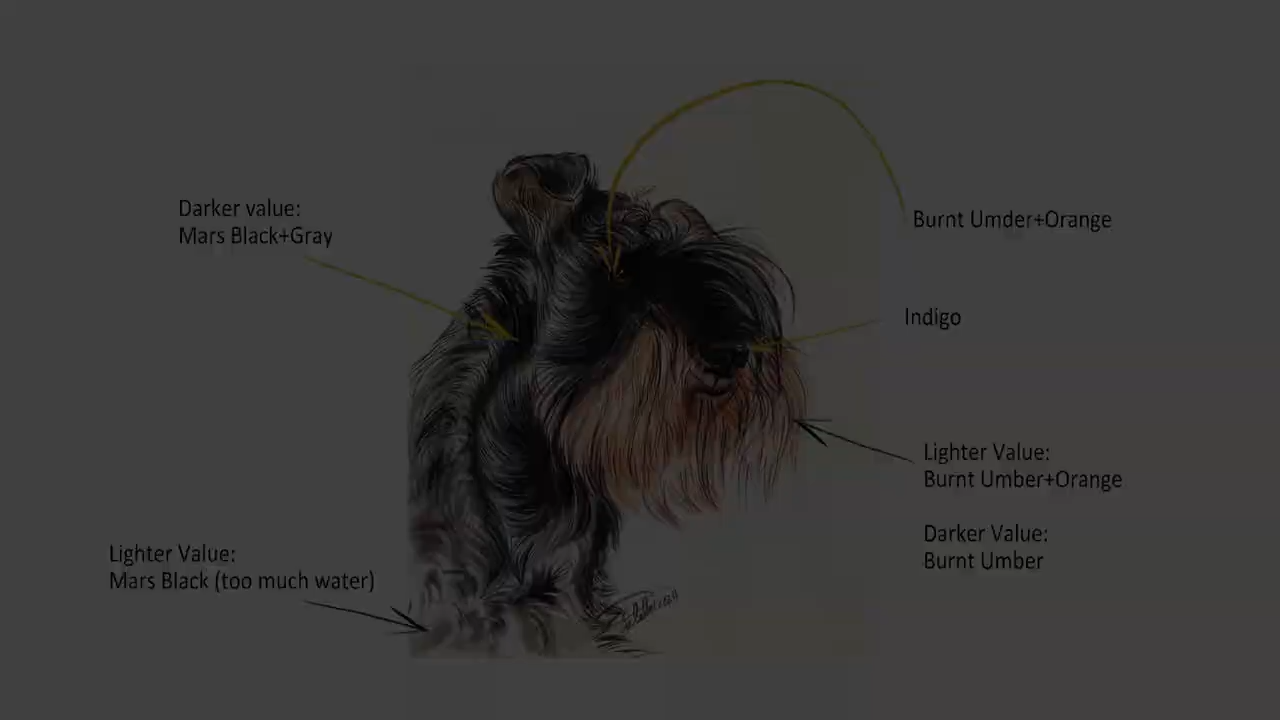 Darker value:
Mars Black+Gray
Burnt Umder+Orange
Indigo
Lighter Value:
Burnt Umber+Orange
Darker Value:
Burnt Umber
Lighter Value:
Mars Black (too much water)